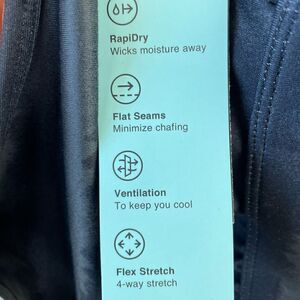 RapiDry
Wicks moisture away
Flat Seams
Minimize chafing
Ventilation
To keep you cool
Flex Stretch
4-way stretch